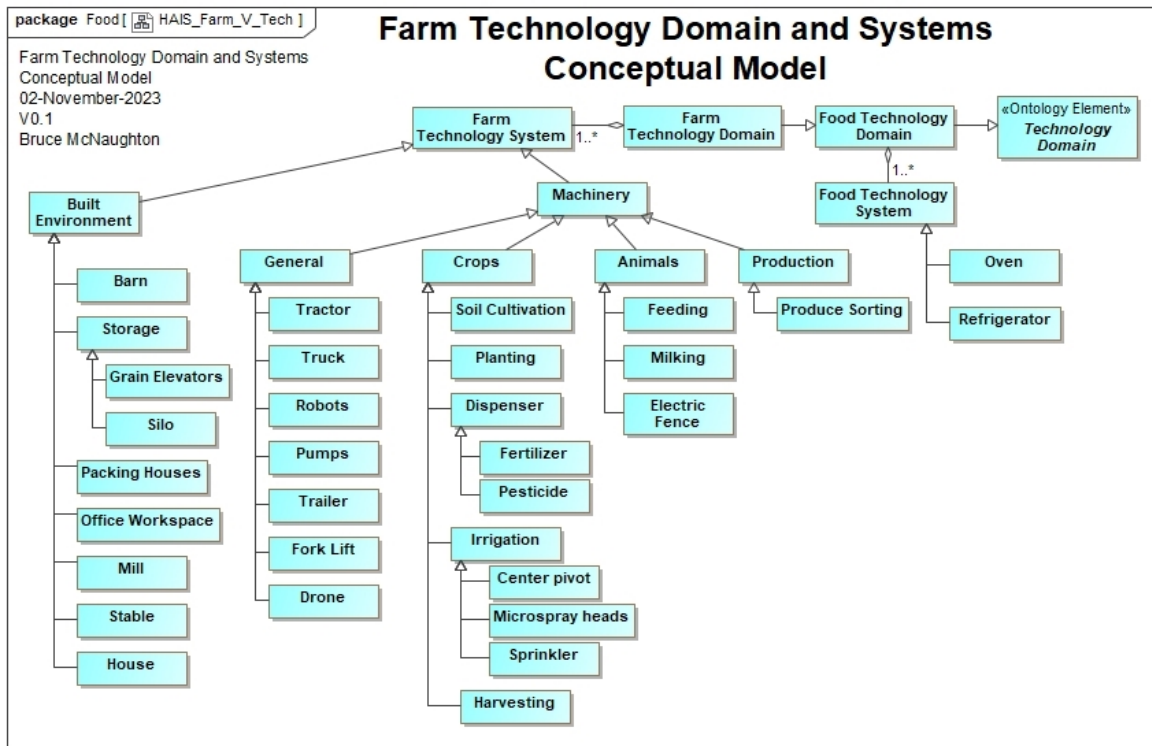 package Food [ HAIS_Farm_V_Tech ]
Farm Technology Domain and Systems
Conceptual Model
02-November-2023
V0.1
Bruce McNaughton
Farm Technology Domain and Systems
Conceptual Model
Farm
Technology System
1..*
Farm
Technology Domain
Food Technology
Domain
«Ontology Element»
Technology
Domain
1..*
Food Technology
System
Oven
Refrigerator
Built
Environment
Machinery
Barn
Storage
Grain Elevators
Silo
Packing Houses
Office Workspace
Mill
Stable
House
General
Tractor
Truck
Robots
Pumps
Trailer
Fork Lift
Drone
Crops
Soil Cultivation
Planting
Dispenser
Fertilizer
Pesticide
Irrigation
Center pivot
Microspray heads
Sprinkler
Harvesting
Animals
Feeding
Milking
Electric
Fence
Production
Produce Sorting